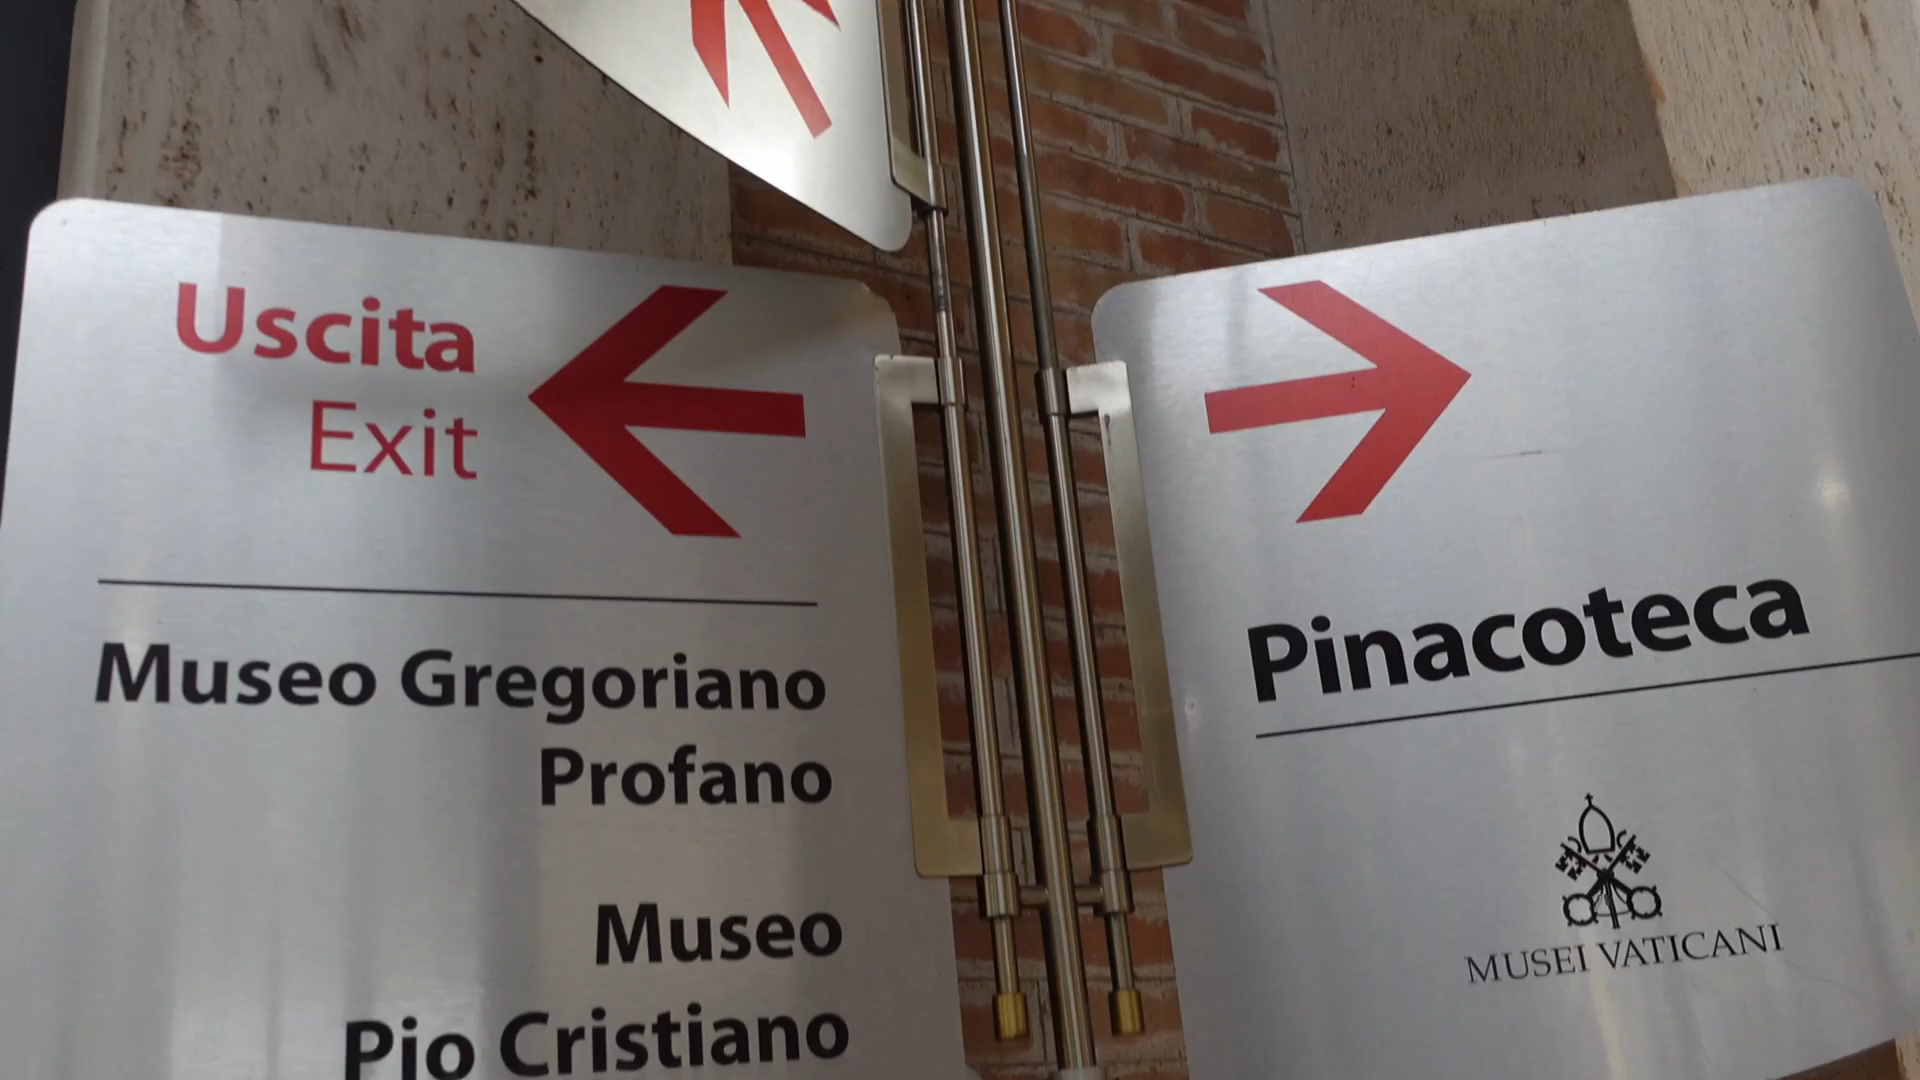 Uscita
Exit
Museo Gregoriano
Profano
Museo
Pio Cristiano
Pinacoteca
MUSEI VATICANI